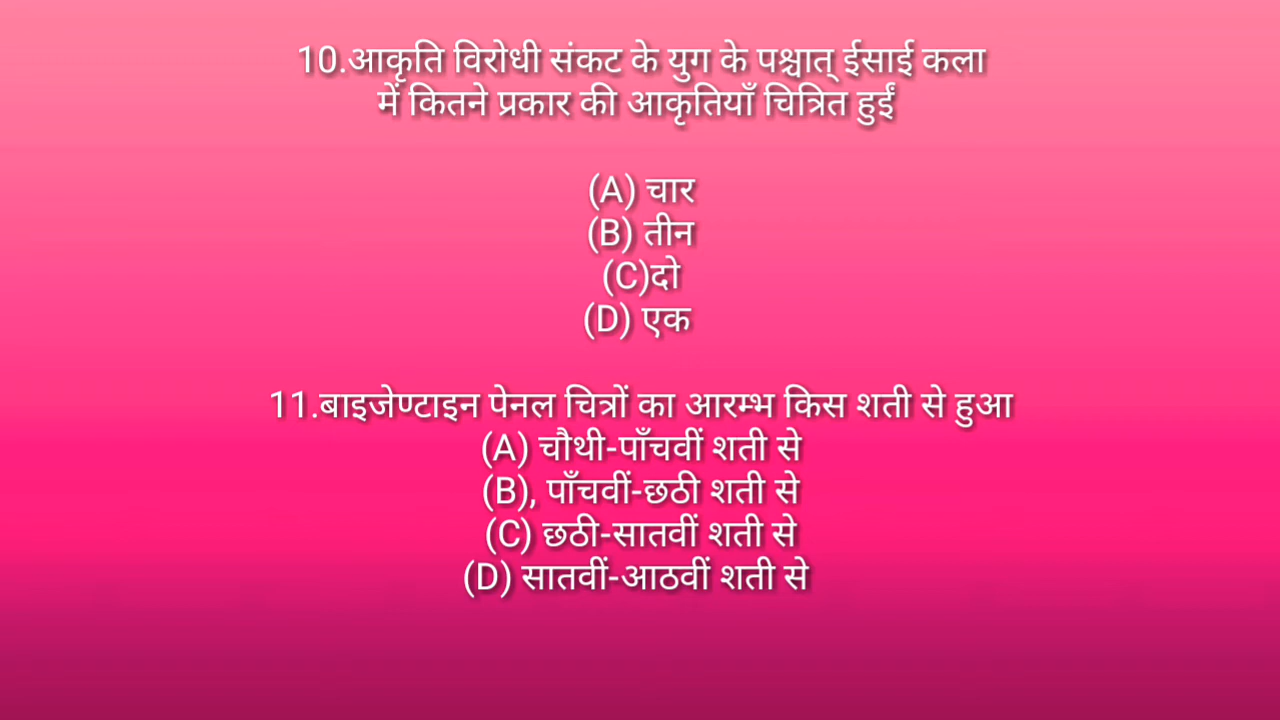 10.आकृति विरोधी संकट के युग के पश्चात् ईसाई कला
में कितने प्रकार की आकृतियाँ चित्रित हुईं
(A) चार
(B) तीन
(C)दो
(D) एक
11.बाइजेण्टाइन पेनल चित्रों का आरम्भ किस शती से हुआ
(A) चौथी-पाँचवीं शती से
(B), पाँचवीं-छठी शती से
(C) छठी-सातवीं शती से
(D) सातवीं-आठवीं शती से